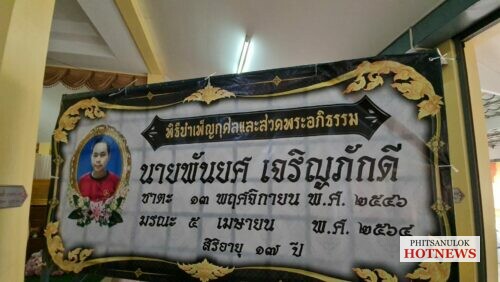 พิธีบำเพ็ญกุศลและสวดพระอภิธรรม
นายพันยศ เจริญภักดี
ชาตะ ๑๓ พฤศจิกายน พ.ศ. ๒๕๔๖
มรณะ ๕ เมษายน พ.ศ. ๒๕๖๔
สิริอายุ ๑๗ ปี
PHITSANULOK
HOTNEWS